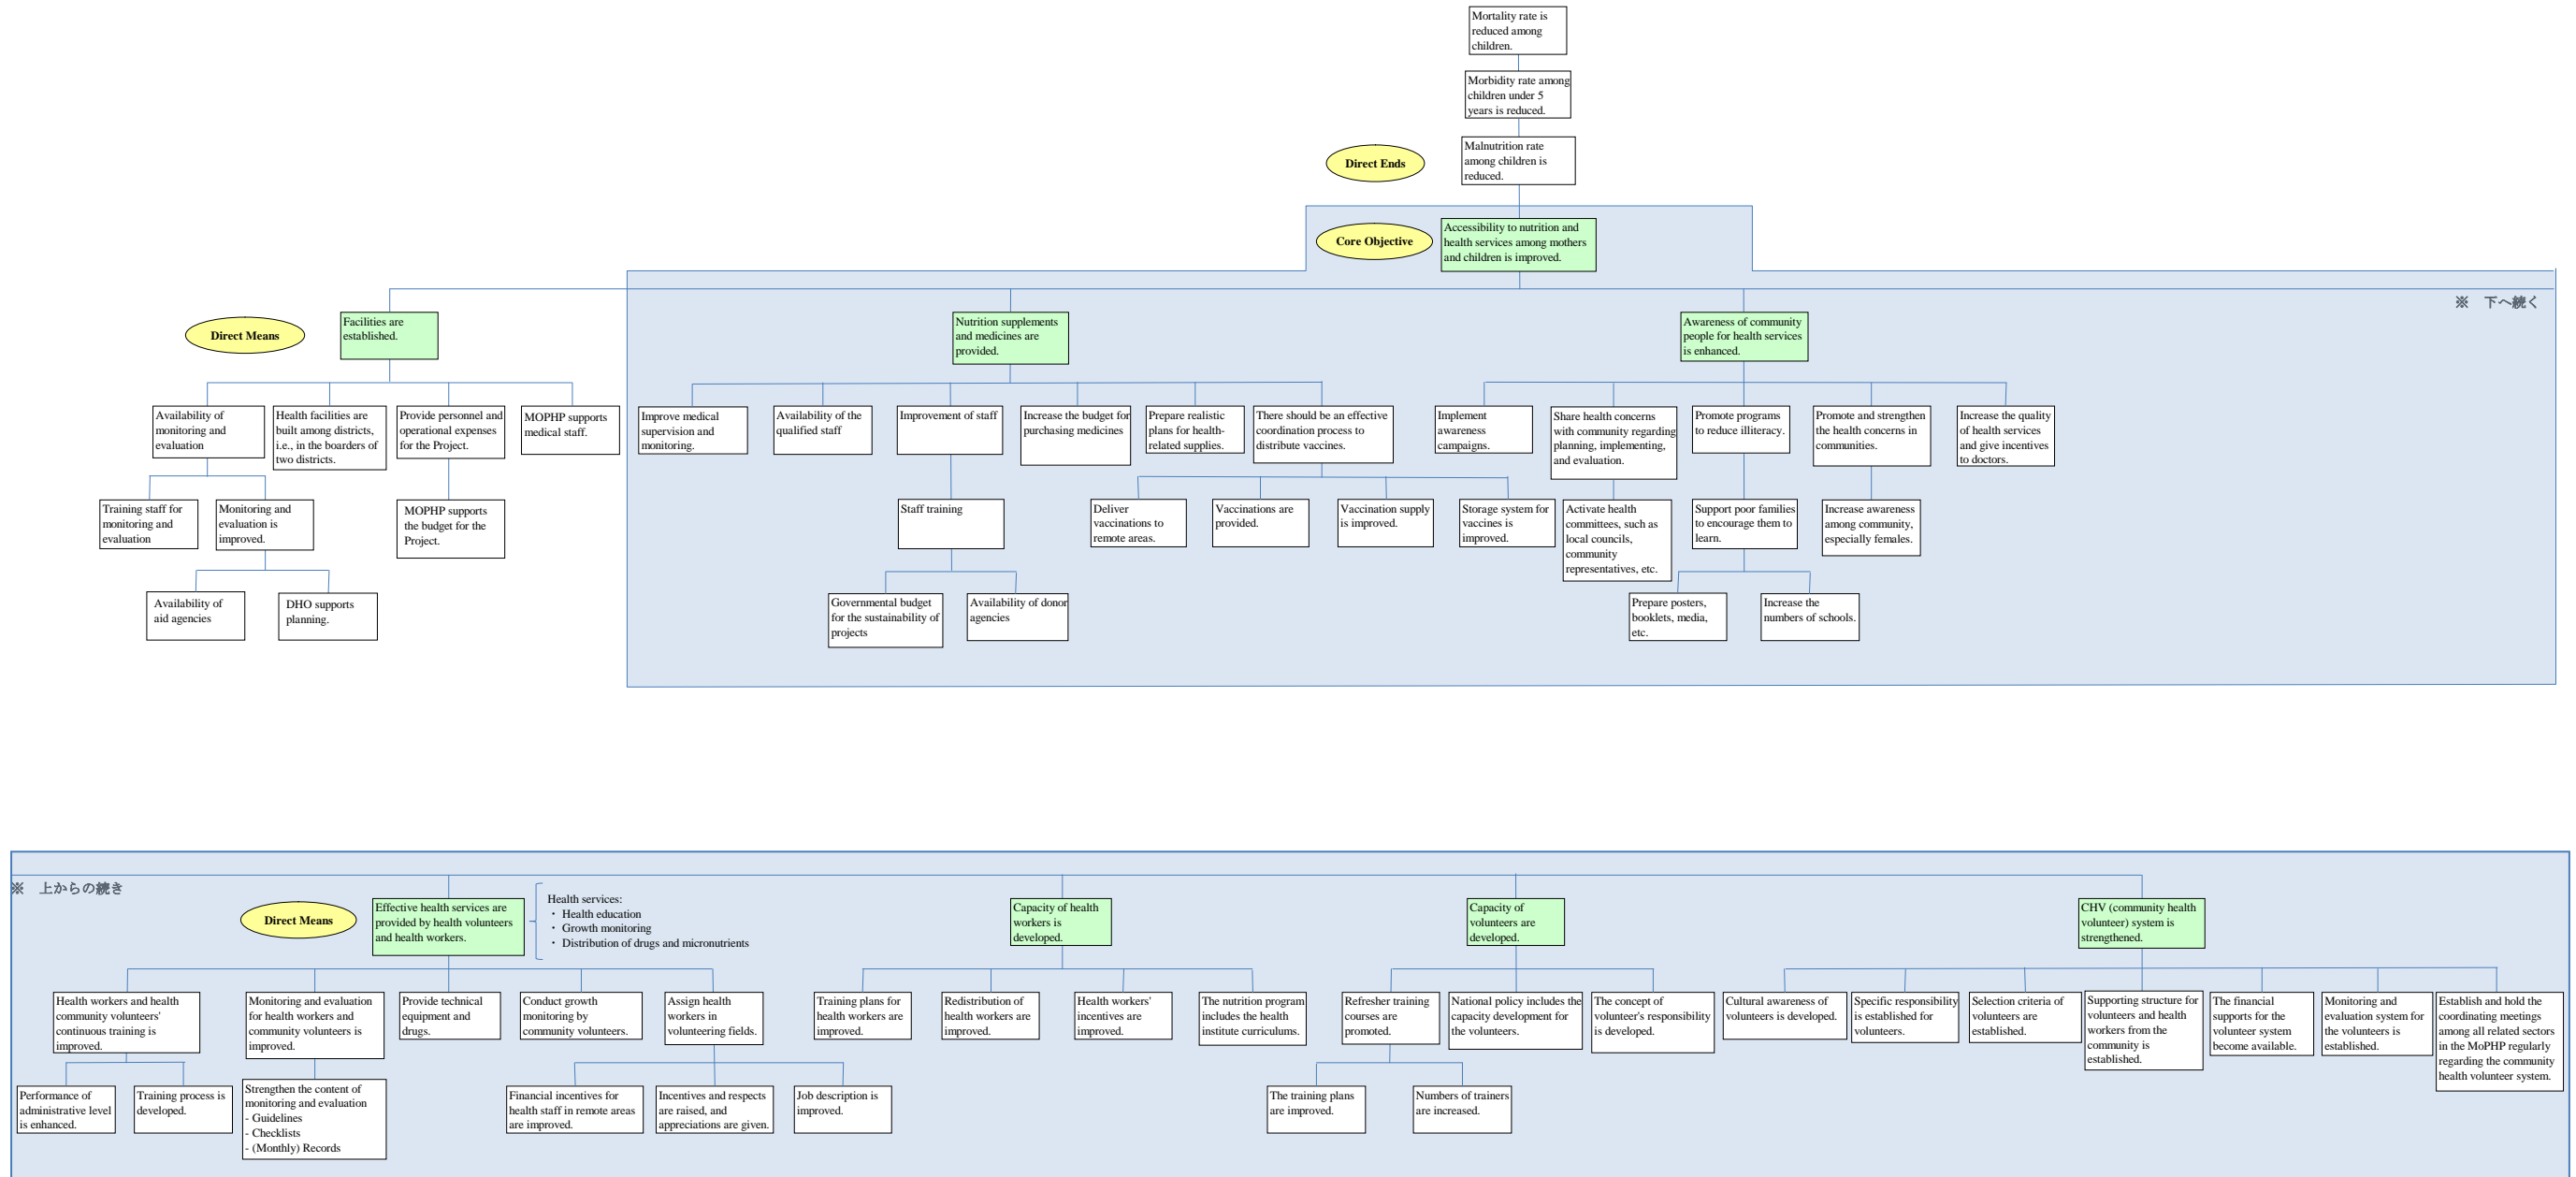 Mortality rate is
reduced among
children.
Morbidity rate among
children under 5
years is reduced.
Direct Ends
Malnutrition rate
among children is
reduced.
Core Objective
Accessibility to nutrition and
health services among mothers
and children is improved.
※　下へ続く
Direct Means
Facilities are
established.
Nutrition supplements
and medicines are
provided.
Awareness of community
people for health services
is enhanced.
Availability of
monitoring and
evaluation
Health facilities are
built among districts,
i.e., in the boarders of
two districts.
Provide personnel and
operational expenses
for the Project.
MOPHP supports
medical staff.
Improve medical
supervision and
monitoring.
Availability of the
qualified staff
Improvement of staff
Increase the budget for
purchasing medicines
Prepare realistic
plans for health-
related supplies.
There should be an effective
coordination process to
distribute vaccines.
Implement
awareness
campaigns.
Share health concerns
with community regarding
planning, implementing,
and evaluation.
Promote programs
to reduce illiteracy.
Promote and strengthen
the health concerns in
communities.
Increase the quality
of health services
and give incentives
to doctors.
Training staff for
monitoring and
evaluation
Monitoring and
evaluation is
improved.
MOPHP supports
the budget for the
Project.
Staff training
Deliver
vaccinations to
remote areas.
Vaccinations are
provided.
Vaccination supply
is improved.
Storage system for
vaccines is
improved.
Activate health
committees, such as
local councils,
community
representatives, etc.
Support poor families
to encourage them to
learn.
Increase awareness
among community,
especially females.
Availability of
aid agencies
DHO supports
planning.
Governmental budget
for the sustainability of
projects
Availability of donor
agencies
Prepare posters,
booklets, media,
etc.
Increase the
numbers of schools.
※　上からの続き
Direct Means
Effective health services are
provided by health volunteers
and health workers.
Health services:
・ Health education
・ Growth monitoring
・ Distribution of drugs and micronutrients
Capacity of health
workers is
developed.
Capacity of
volunteers are
developed.
CHV (community health
volunteer) system is
strengthened.
Health workers and health
community volunteers'
continuous training is
improved.
Monitoring and evaluation
for health workers and
community volunteers is
improved.
Provide technical
equipment and
drugs.
Conduct growth
monitoring by
community volunteers.
Assign health
workers in
volunteering fields.
Training plans for
health workers are
improved.
Redistribution of
health workers are
improved.
Health workers'
incentives are
improved.
The nutrition program
includes the health
institute curriculums.
Refresher training
courses are
promoted.
National policy includes the
capacity development for
the volunteers.
The concept of
volunteer's responsibility
is developed.
Cultural awareness of
volunteers is developed.
Specific responsibility
is established for
volunteers.
Selection criteria of
volunteers are
established.
Supporting structure for
volunteers and health
workers from the
community is
established.
The financial
supports for the
volunteer system
become available.
Monitoring and
evaluation system for
the volunteers is
established.
Establish and hold the
coordinating meetings
among all related sectors
in the MoPHP regularly
regarding the community
health volunteer system.
Performance of
administrative level
is enhanced.
Training process is
developed.
Strengthen the content of
monitoring and evaluation
- Guidelines
- Checklists
- (Monthly) Records
Financial incentives for
health staff in remote areas
are improved.
Incentives and respects
are raised, and
appreciations are given.
Job description is
improved.
The training plans
are improved.
Numbers of trainers
are increased.